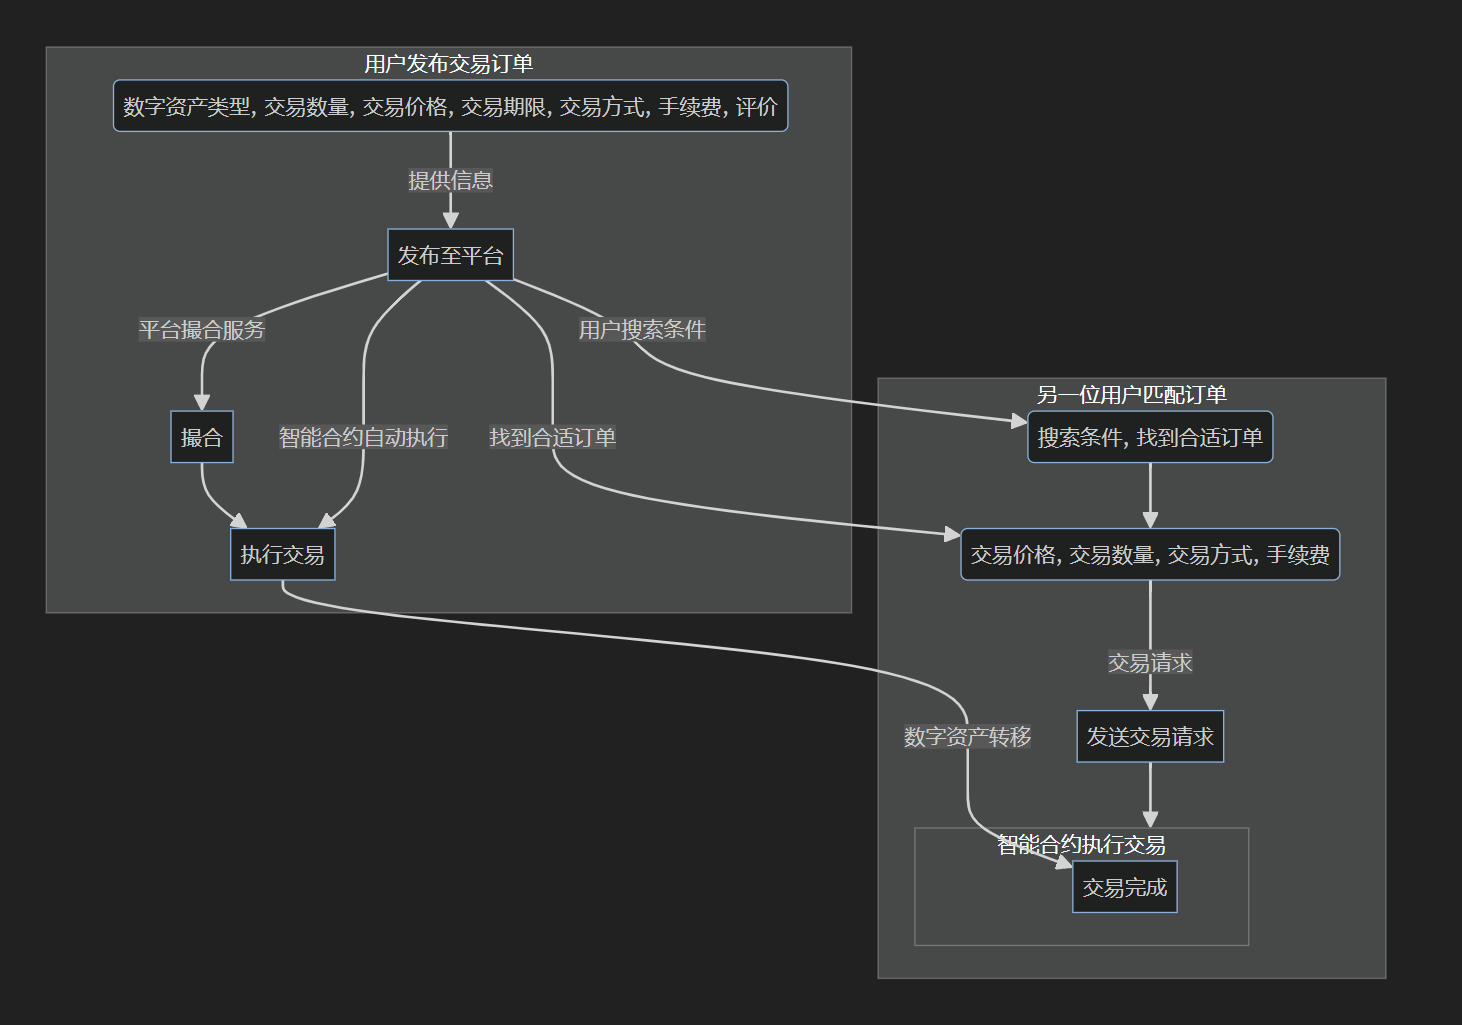 用户发布交易订单
数字资产类型, 交易数量, 交易价格, 交易期限, 交易方式, 手续费, 评价
提供信息
发布至平台
平台撮合服务
用户搜索条件
另一位用户匹配订单
撮合
智能合约自动执行
找到合适订单
搜索条件, 找到合适订单
执行交易
交易价格, 交易数量, 交易方式, 手续费
交易请求
数字资产转移
发送交易请求
智能合约执行交易
交易完成